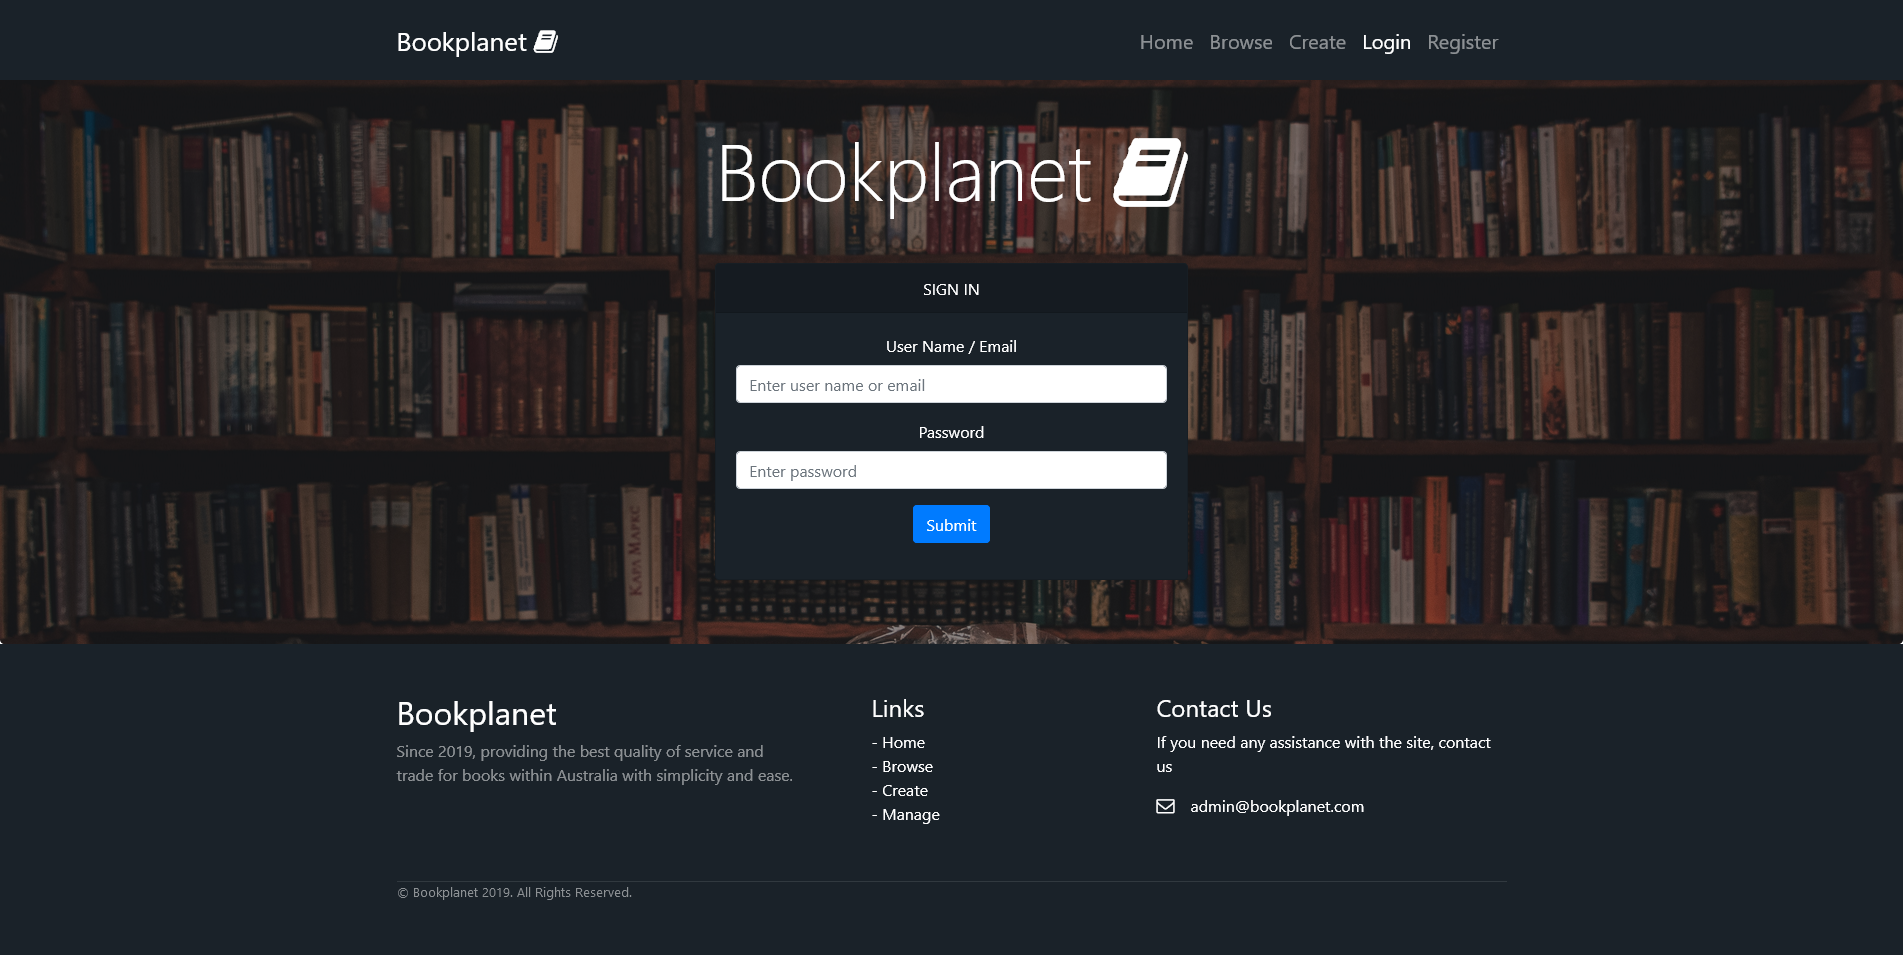 Bookplanet
Home Browse Create Login Register
Bookplanet
SIGN IN
User Name / Email
Enter user name or email
Password
Enter password
Submit
КАРЛ МАРКС
Bookplanet
Since 2019, providing the best quality of service and
trade for books within Australia with simplicity and ease.
Links
- Home
- Browse
- Create
- Manage
Contact Us
If you need any assistance with the site, contact
us
admin@bookplanet.com
© Bookplanet 2019. All Rights Reserved.